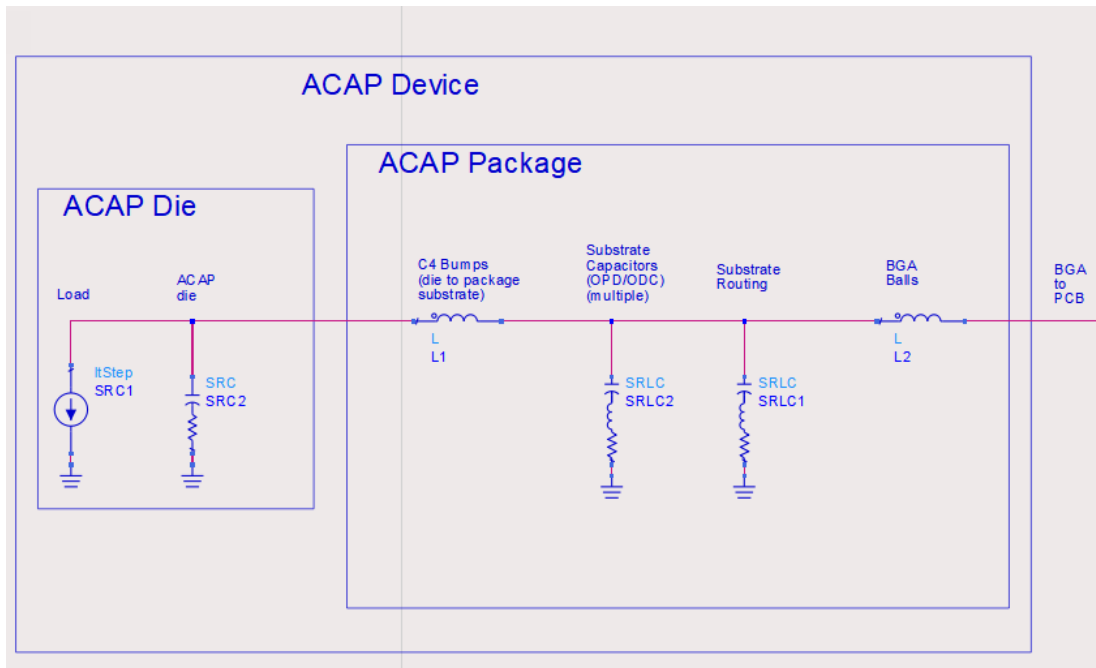 ACAP Device
ACAP Package
ACAP Die
Load
ACAP
die
C4 Bumps
(die to package
substrate)
Substrate
Capacitors
(OPD/ODC)
(multiple)
Substrate
Routing
BGA
Balls
BGA
to
PCB
ItStep
SRC1
SRC
SRC2
L
L1
SRLC
SRLC2
SRLC
SRLC1
L
L2